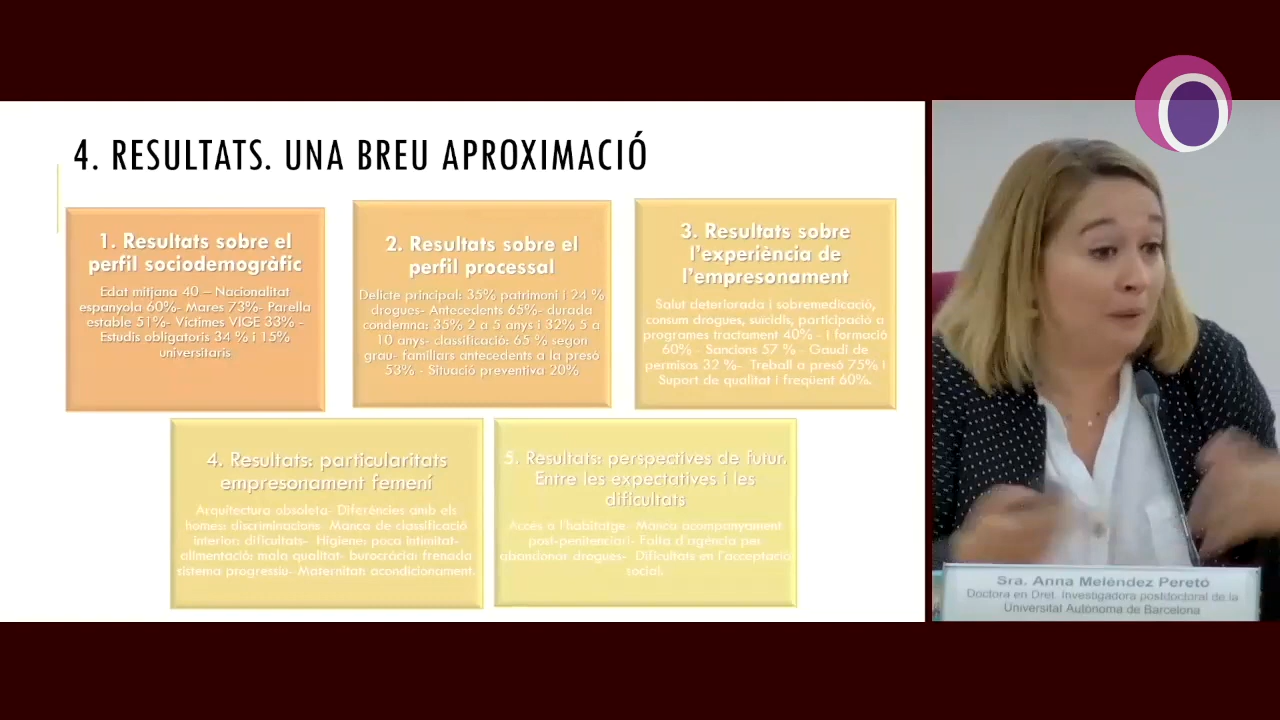 4. RESULTATS. UNA BREU APROXIMACIÓ
1. Resultats sobre el
perfil sociodemogràfic
Edat mitjana 40 – Nacionalitat
espanyola 60%- Mares 73%- Parella
estable 51%- Víctimes VIGE 33% -
Estudis obligatoris 34 % i 15%
universitaris
2. Resultats sobre el
perfil processal
Delicte principal: 35% patrimoni i 24 %
drogues- Antecedents 65%- durada
condemna: 35% 2 a 5 anys i 32% 5 a
10 anys- classificació: 65 % segon
grau- familiars antecedents a la presó
53% - Situació preventiva 20%
3. Resultats sobre
l'experiència de
l'empresonament
Salut deteriorada i sobremedicació,
consum drogues, suïcidis, participació a
programes tractament 40% - i formació
60% - Sancions 57 % - Gaudi de
permisos 32 %- Treball a presó 75% i
Suport de qualitat i freqüent 60%.
4. Resultats: particularitats
empresonament femení
Arquitectura obsoleta- Diferències amb els
homes: discriminacions- Manca de classificació
interior: dificultats- Higiene: poca intimitat-
alimentació: mala qualitat- burocràcia: frenada
sistema progressiu- Maternitat: acondicionament.
5. Resultats: perspectives de futur.
Entre les expectatives i les
dificultats
Accés a l'habitatge- Manca acompanyament
post-penitenciari- Falta d'agència per
abandonar drogues- Dificultats en l'acceptació
social.
Sra. Anna Meléndez Peretó
Doctora en Dret. Investigadora postdoctoral de la
Universitat Autònoma de Barcelona